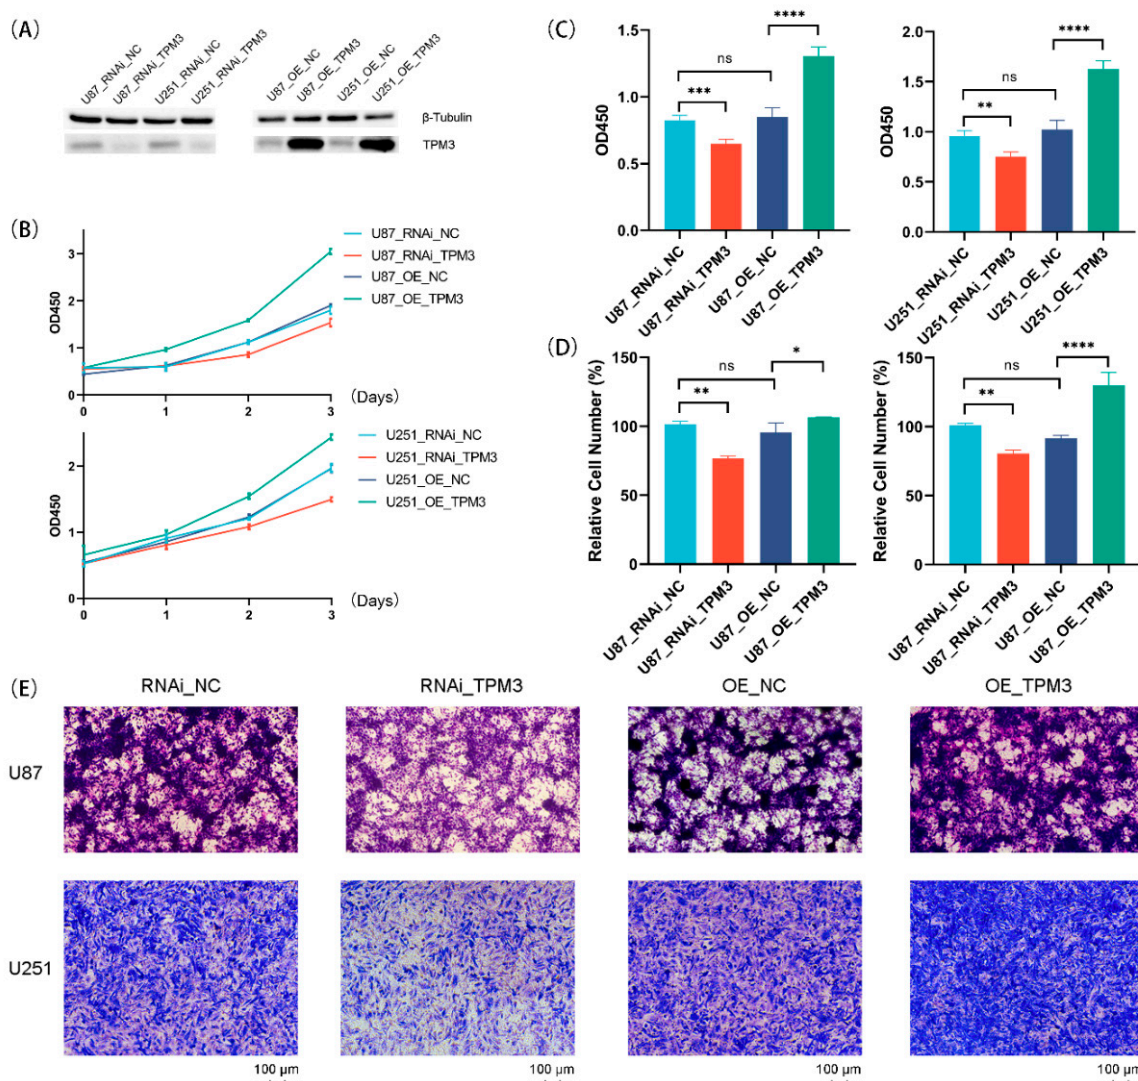 (A)
U87_RNAi_NC
U87_RNAi_TPM3
U251_RNAi_NC
U251_RNAi_TPM3
U87_OE_NC
U87_OE_TPM3
U251_OE_NC
U251_OE_TPM3
β-Tubulin
TPM3
(B)
OD450
3
2
1
0
0 1 2 3 (Days)
U87_RNAi_NC
U87_RNAi_TPM3
U87_OE_NC
U87_OE_TPM3
OD450
2
1
0
0 1 2 3 (Days)
U251_RNAi_NC
U251_RNAi_TPM3
U251_OE_NC
U251_OE_TPM3
(C)
OD450
1.5
1.0
0.5
0.0
ns
***
****
U87_RNAi_NC
U87_RNAi_TPM3
U87_OE_NC
U87_OE_TPM3
OD450
2.0
1.5
1.0
0.5
0.0
ns
**
****
U251_RNAi_NC
U251_RNAi_TPM3
U251_OE_NC
U251_OE_TPM3
(D)
Relative Cell Number (%)
150
100
50
0
ns
**
*
U87_RNAi_NC
U87_RNAi_TPM3
U87_OE_NC
U87_OE_TPM3
Relative Cell Number (%)
150
100
50
0
ns
**
****
U87_RNAi_NC
U87_RNAi_TPM3
U87_OE_NC
U87_OE_TPM3
(E)
RNAi_NC RNAi_TPM3 OE_NC OE_TPM3
U87
U251
100 μm 100 μm 100 μm 100 μm